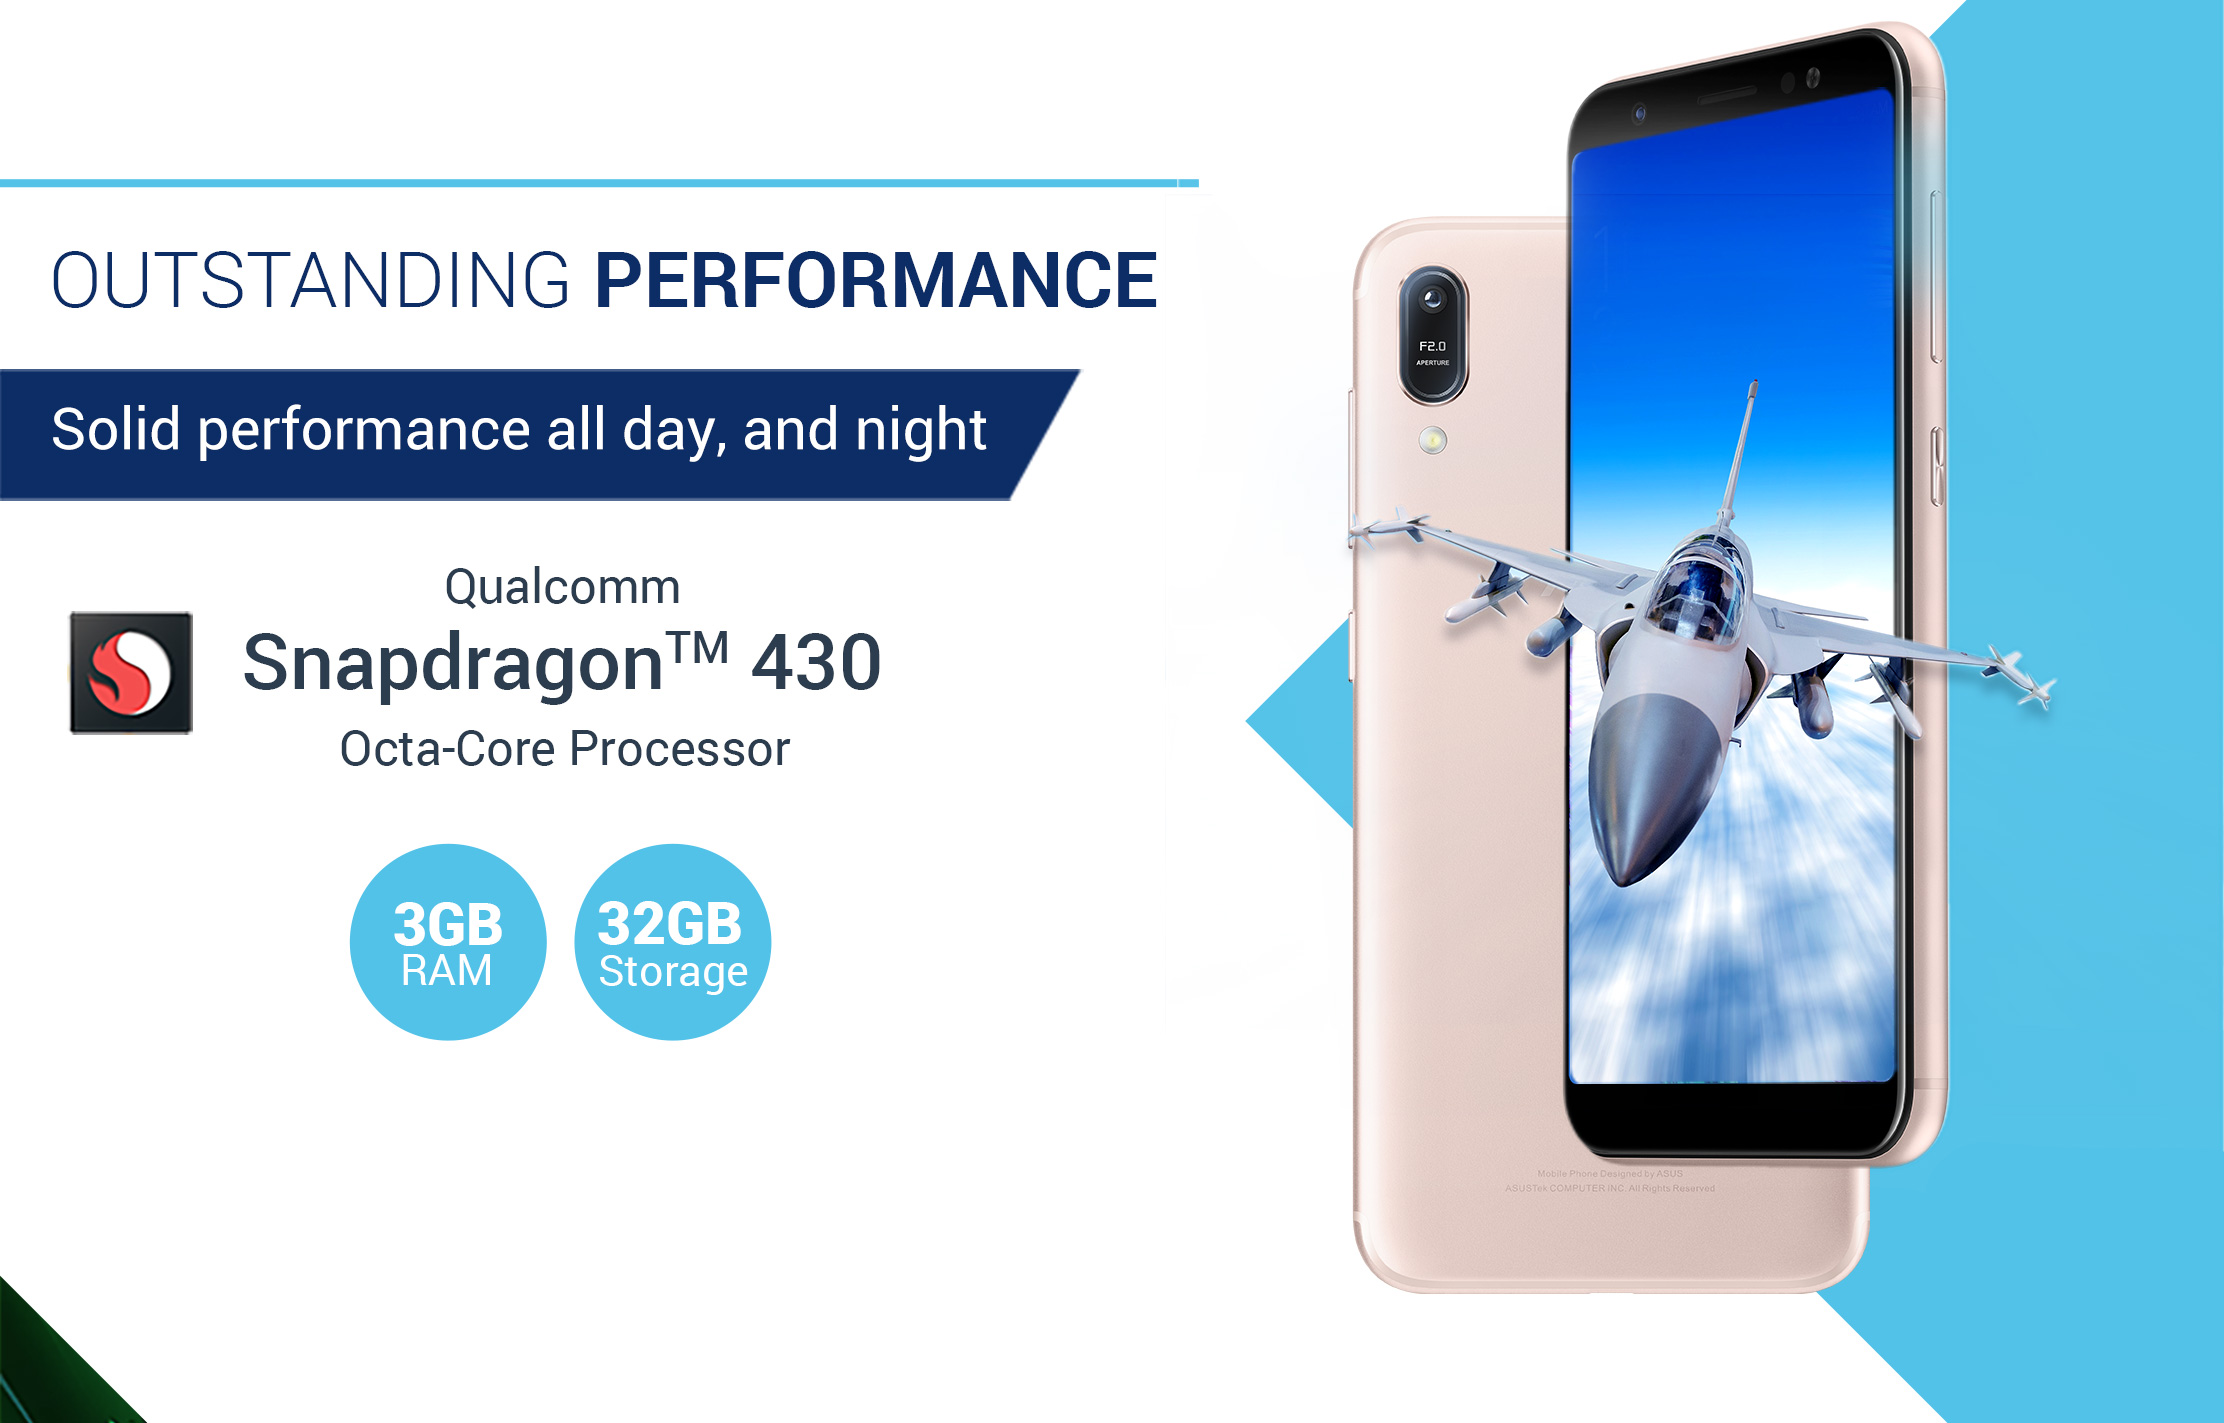 OUTSTANDING PERFORMANCE
Solid performance all day, and night
Qualcomm
Snapdragon™ 430
Octa-Core Processor
3GB
RAM
32GB
Storage
F2.0
APERTURE
Mobile Phone Designed by ASUS
ASUSTek COMPUTER INC. All Rights Reserved